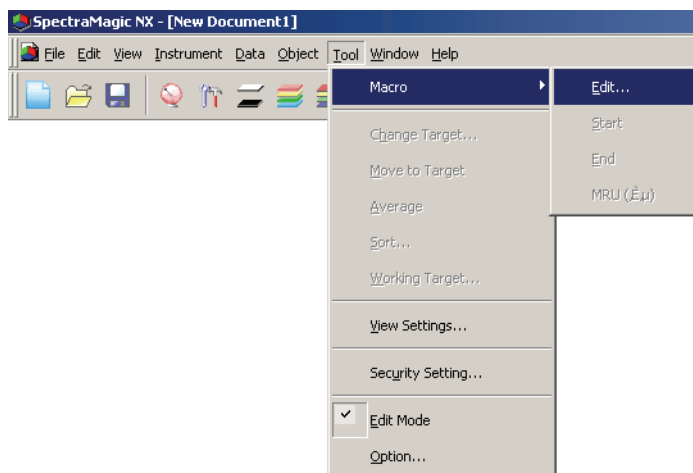 SpectraMagic NX - [New Document1]
File Edit View Instrument Data Object Tool Window Help
Macro
Edit...
Change Target...
Start
Move to Target
End
Average
MRU (Èµ)
Sort...
Working Target...
View Settings...
Security Setting...
Edit Mode
Option...